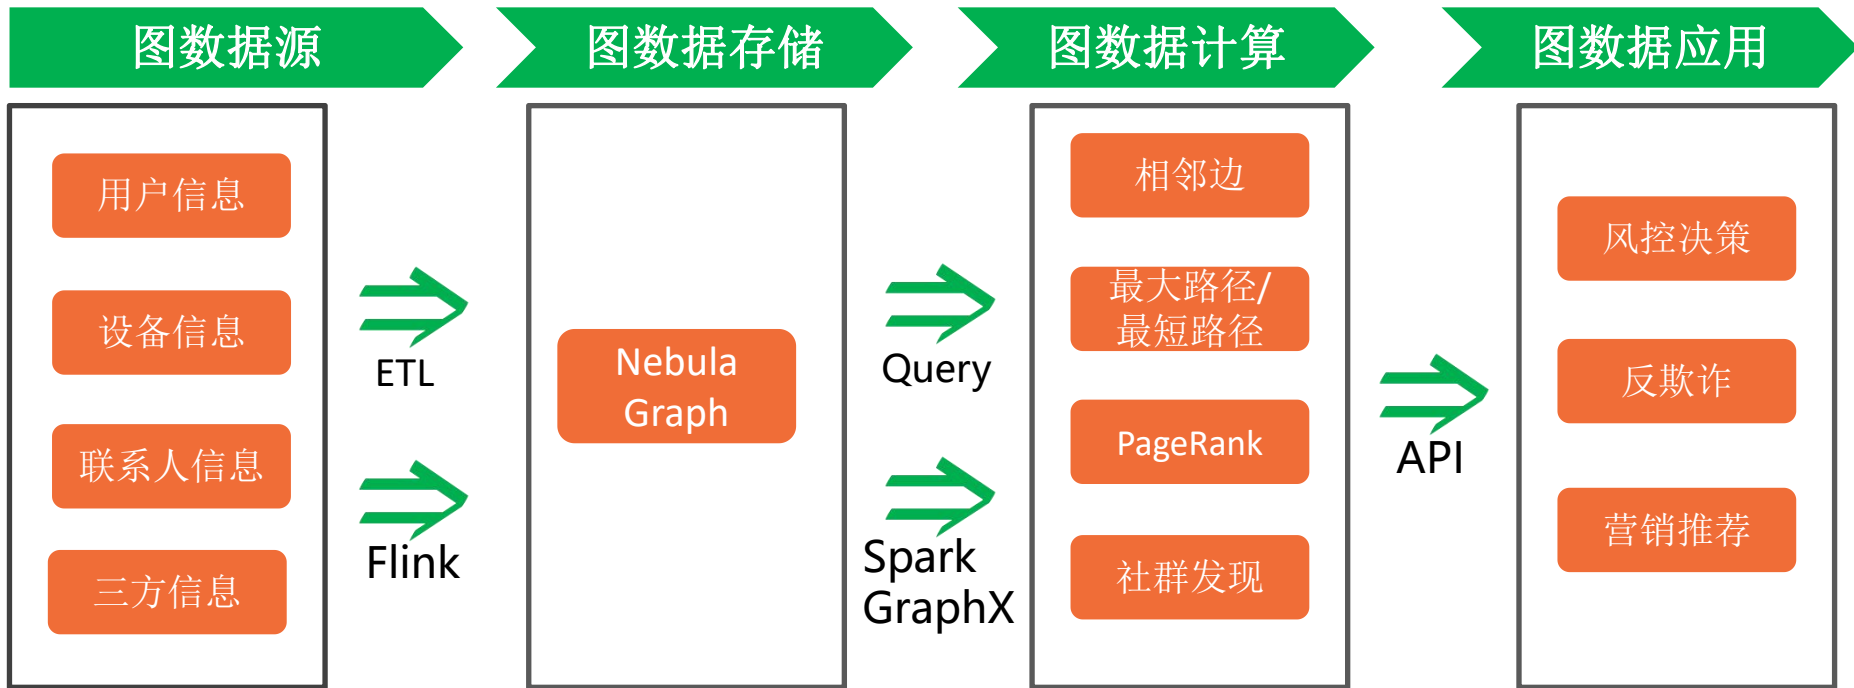 图数据源
图数据存储
图数据计算
图数据应用
用户信息
设备信息
联系人信息
三方信息
ETL
Flink
Nebula
Graph
Query
Spark
GraphX
相邻边
最大路径/
最短路径
PageRank
社群发现
API
风控决策
反欺诈
营销推荐